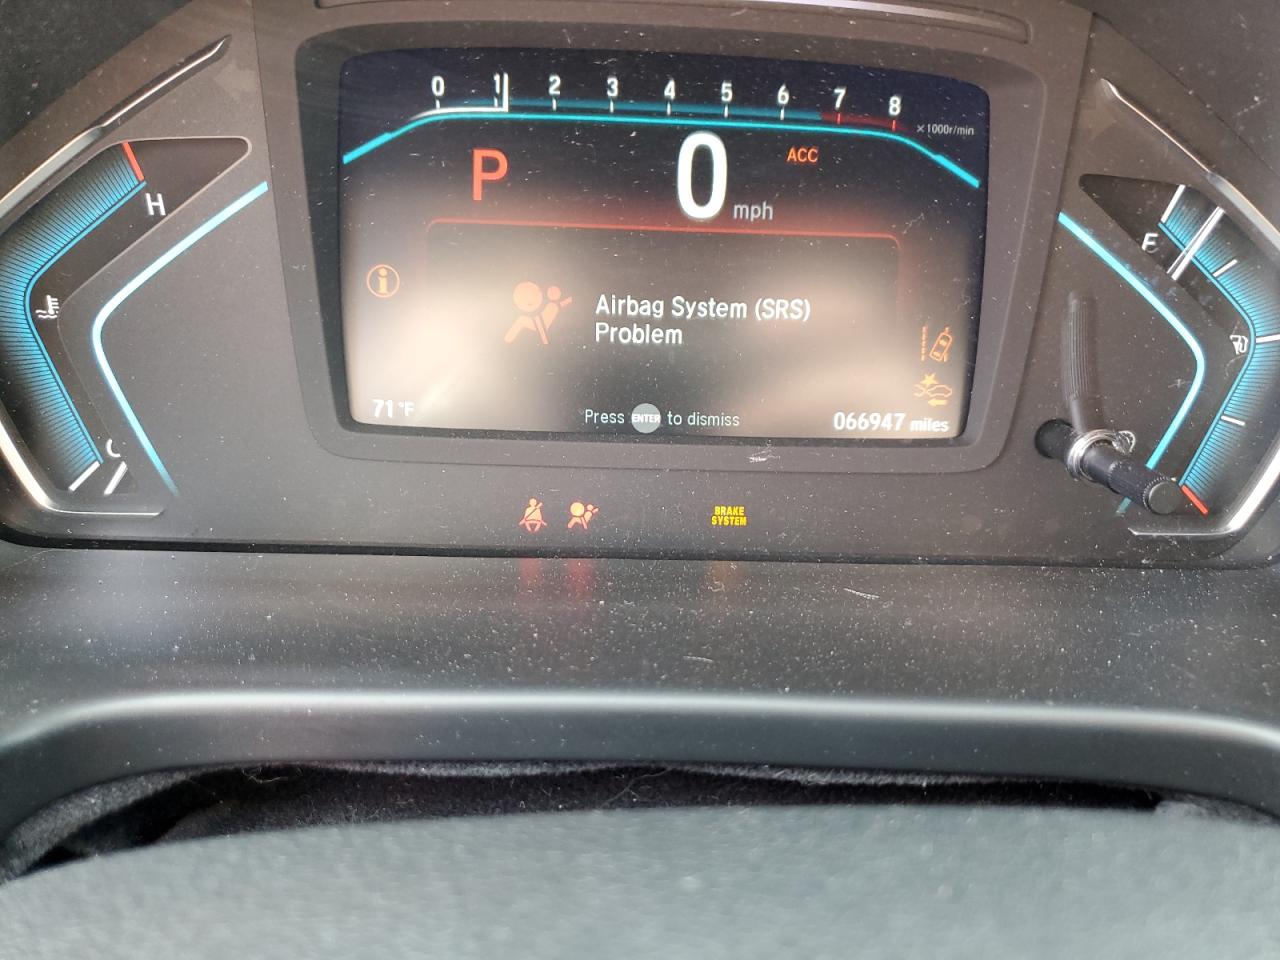 0 1 2 3 4 5 6 7 8
×1000r/min
P 0 mph ACC
H
C
Airbag System (SRS)
Problem
71°F
Press ENTER to dismiss
066947 miles
BRAKE
SYSTEM